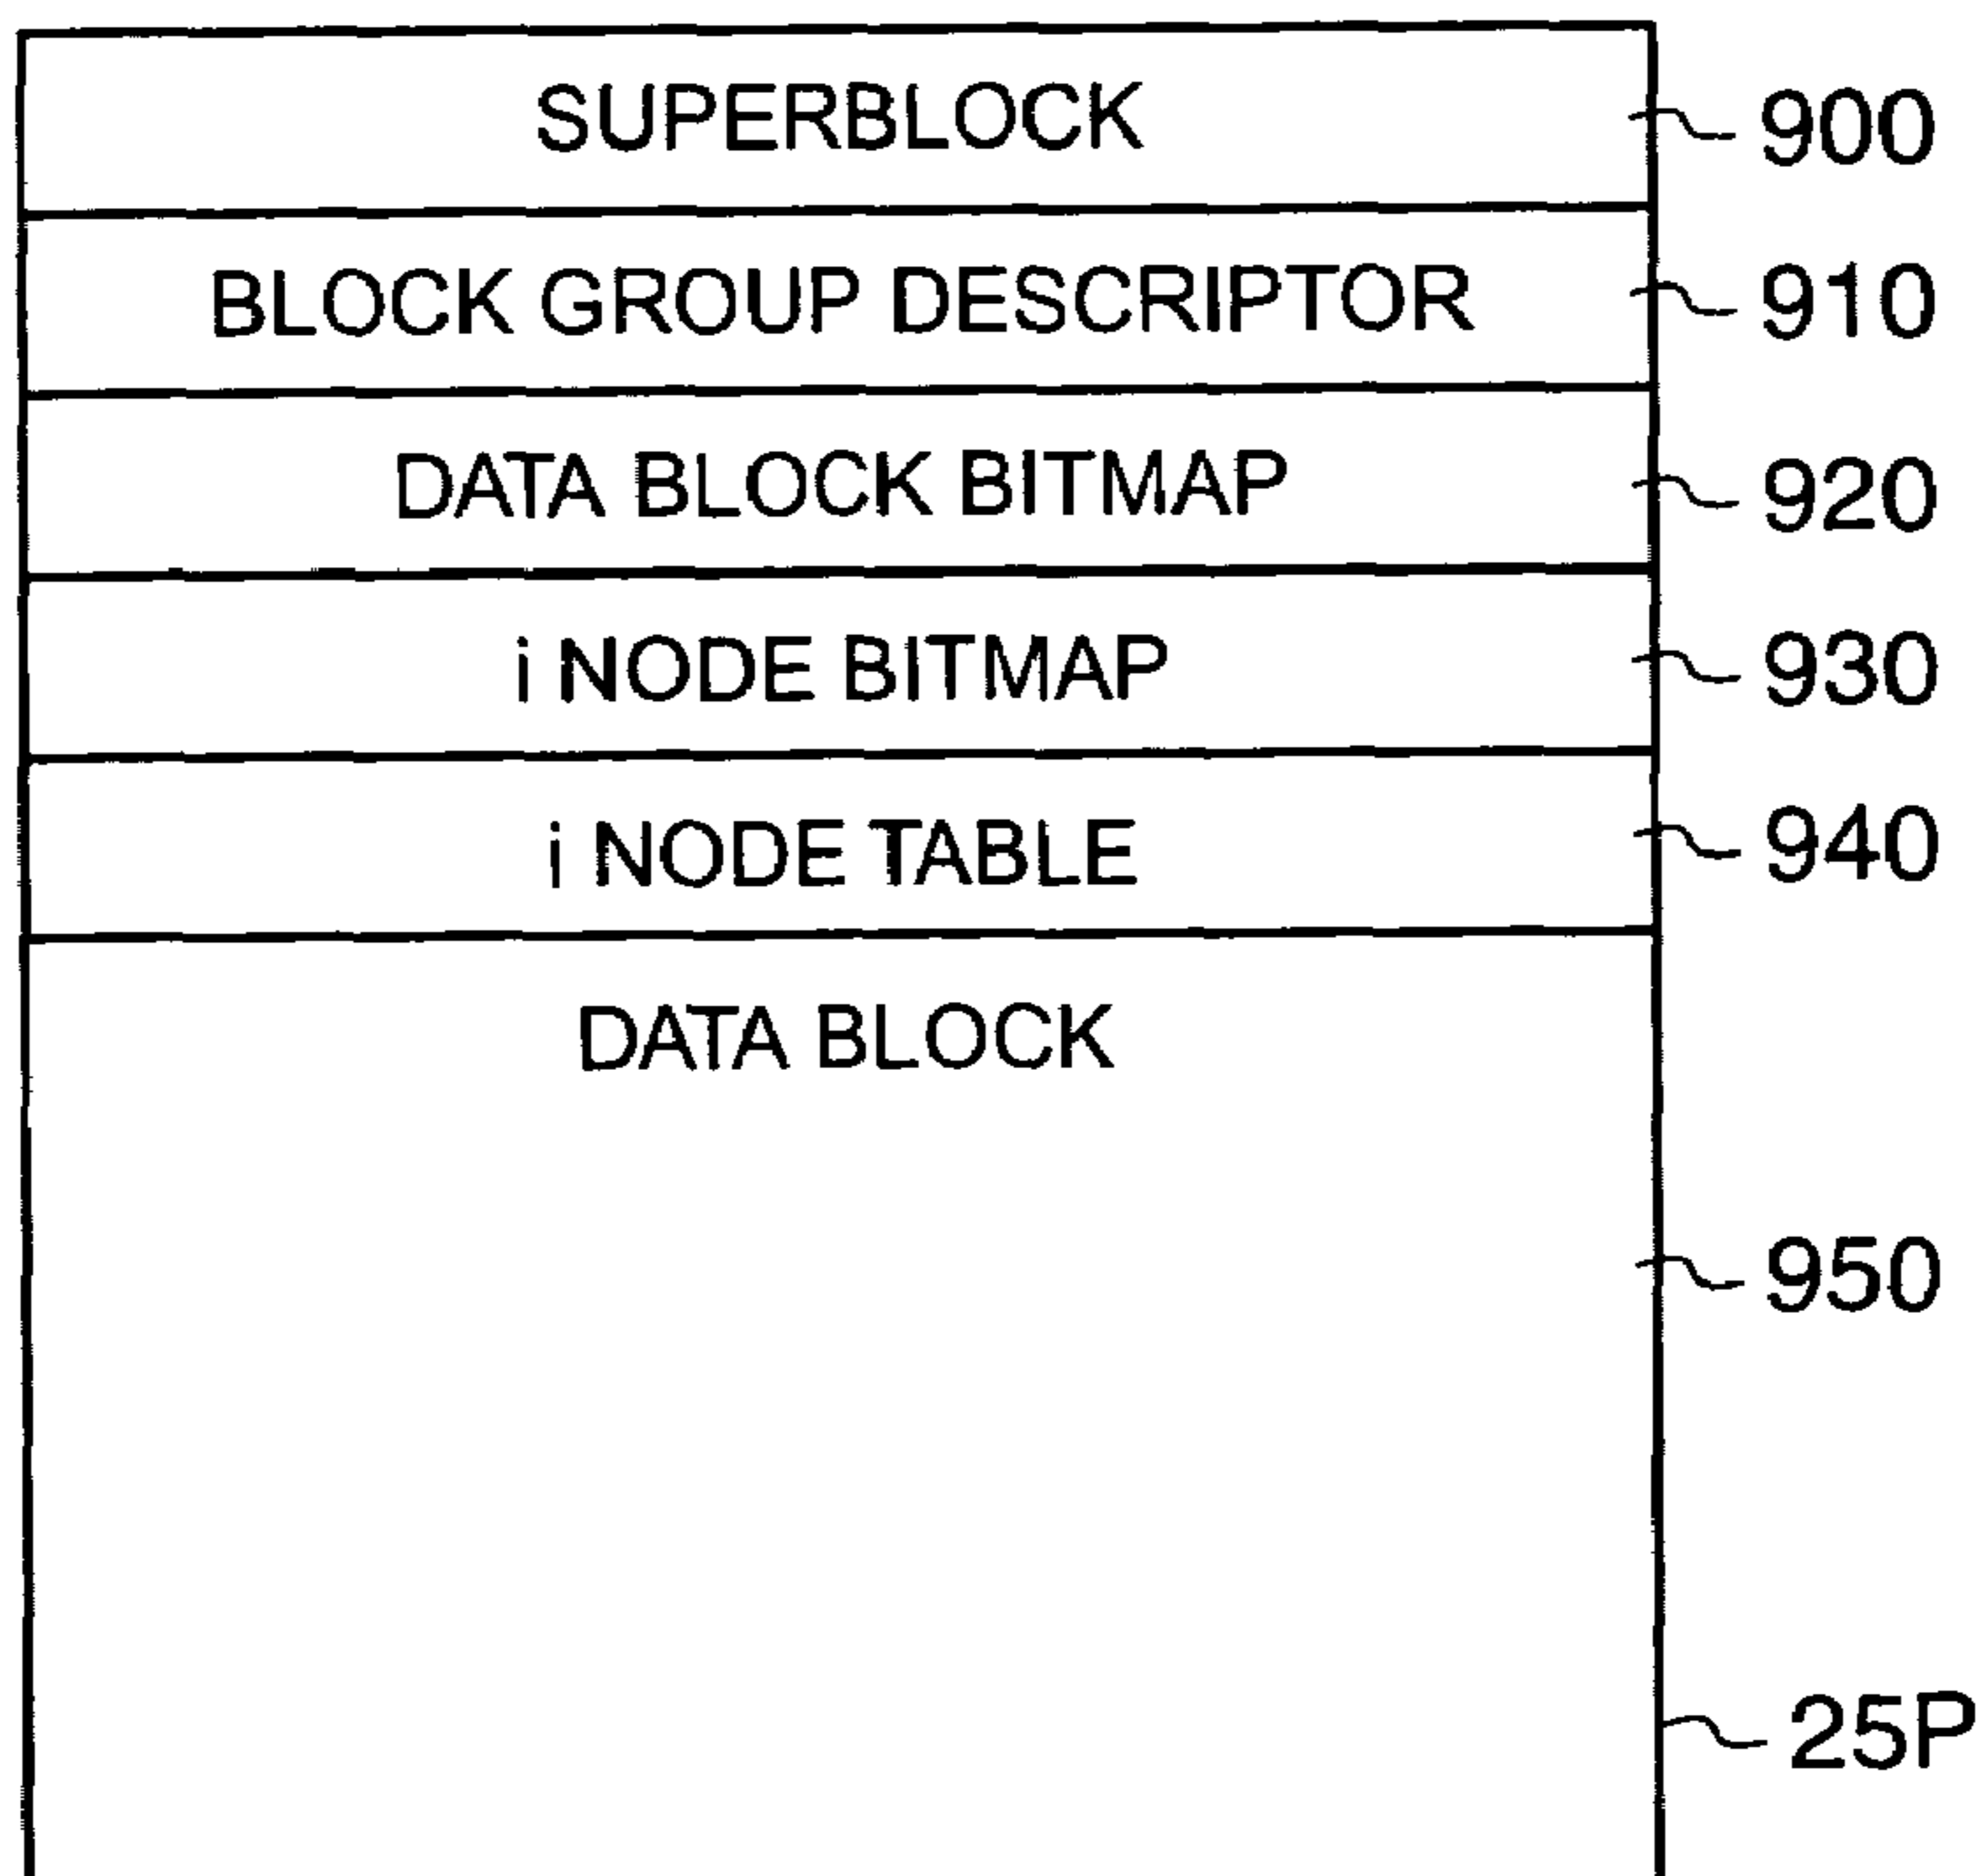 SUPERBLOCK 900
BLOCK GROUP DESCRIPTOR 910
DATA BLOCK BITMAP 920
i NODE BITMAP 930
i NODE TABLE 940
DATA BLOCK
950
25P